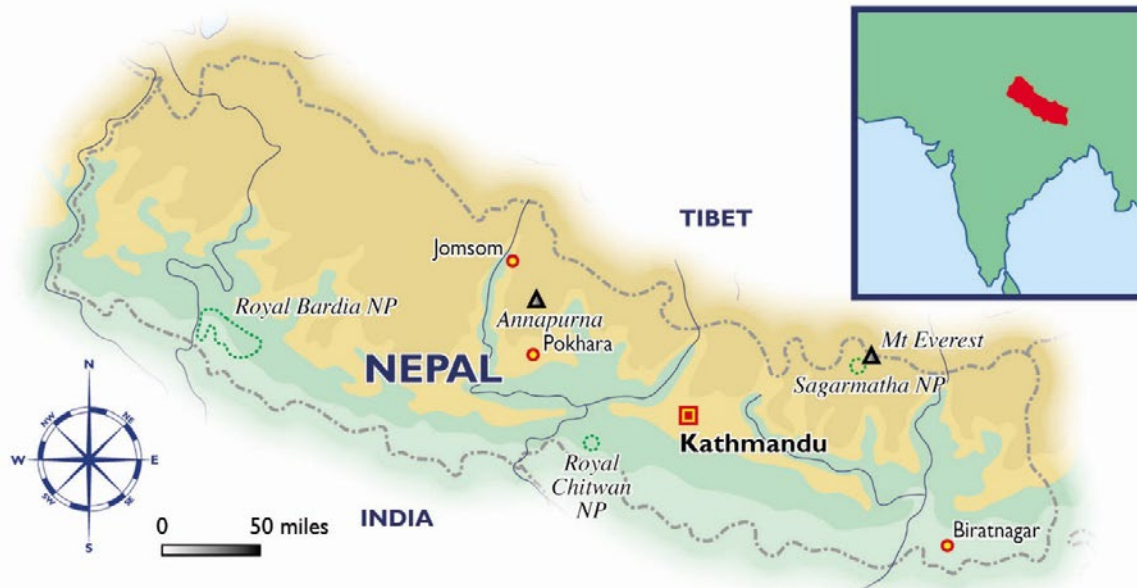 TIBET
Jomsom
Royal Bardia NP
Annapurna
Pokhara
NEPAL
Mt Everest
Sagarmatha NP
Kathmandu
Royal
Chitwan
NP
INDIA
Biratnagar
N
NE
E
SE
S
SW
W
NW
0 50 miles